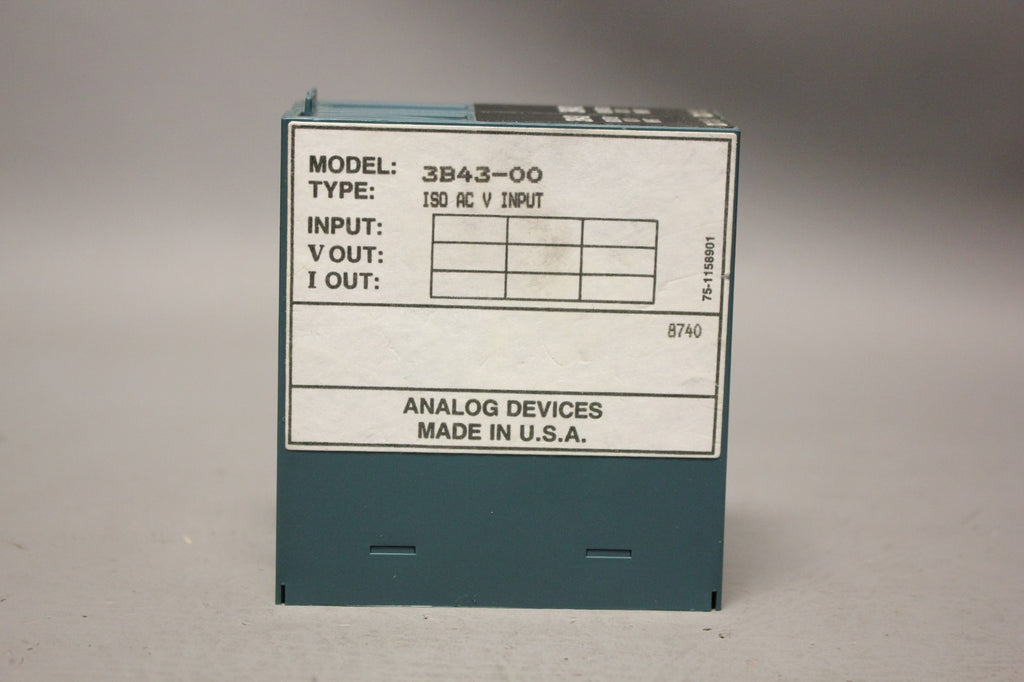 MODEL: 3B43-00
TYPE: ISO AC V INPUT
INPUT:
V OUT:
I OUT:
75-1158901
8740
ANALOG DEVICES
MADE IN U.S.A.